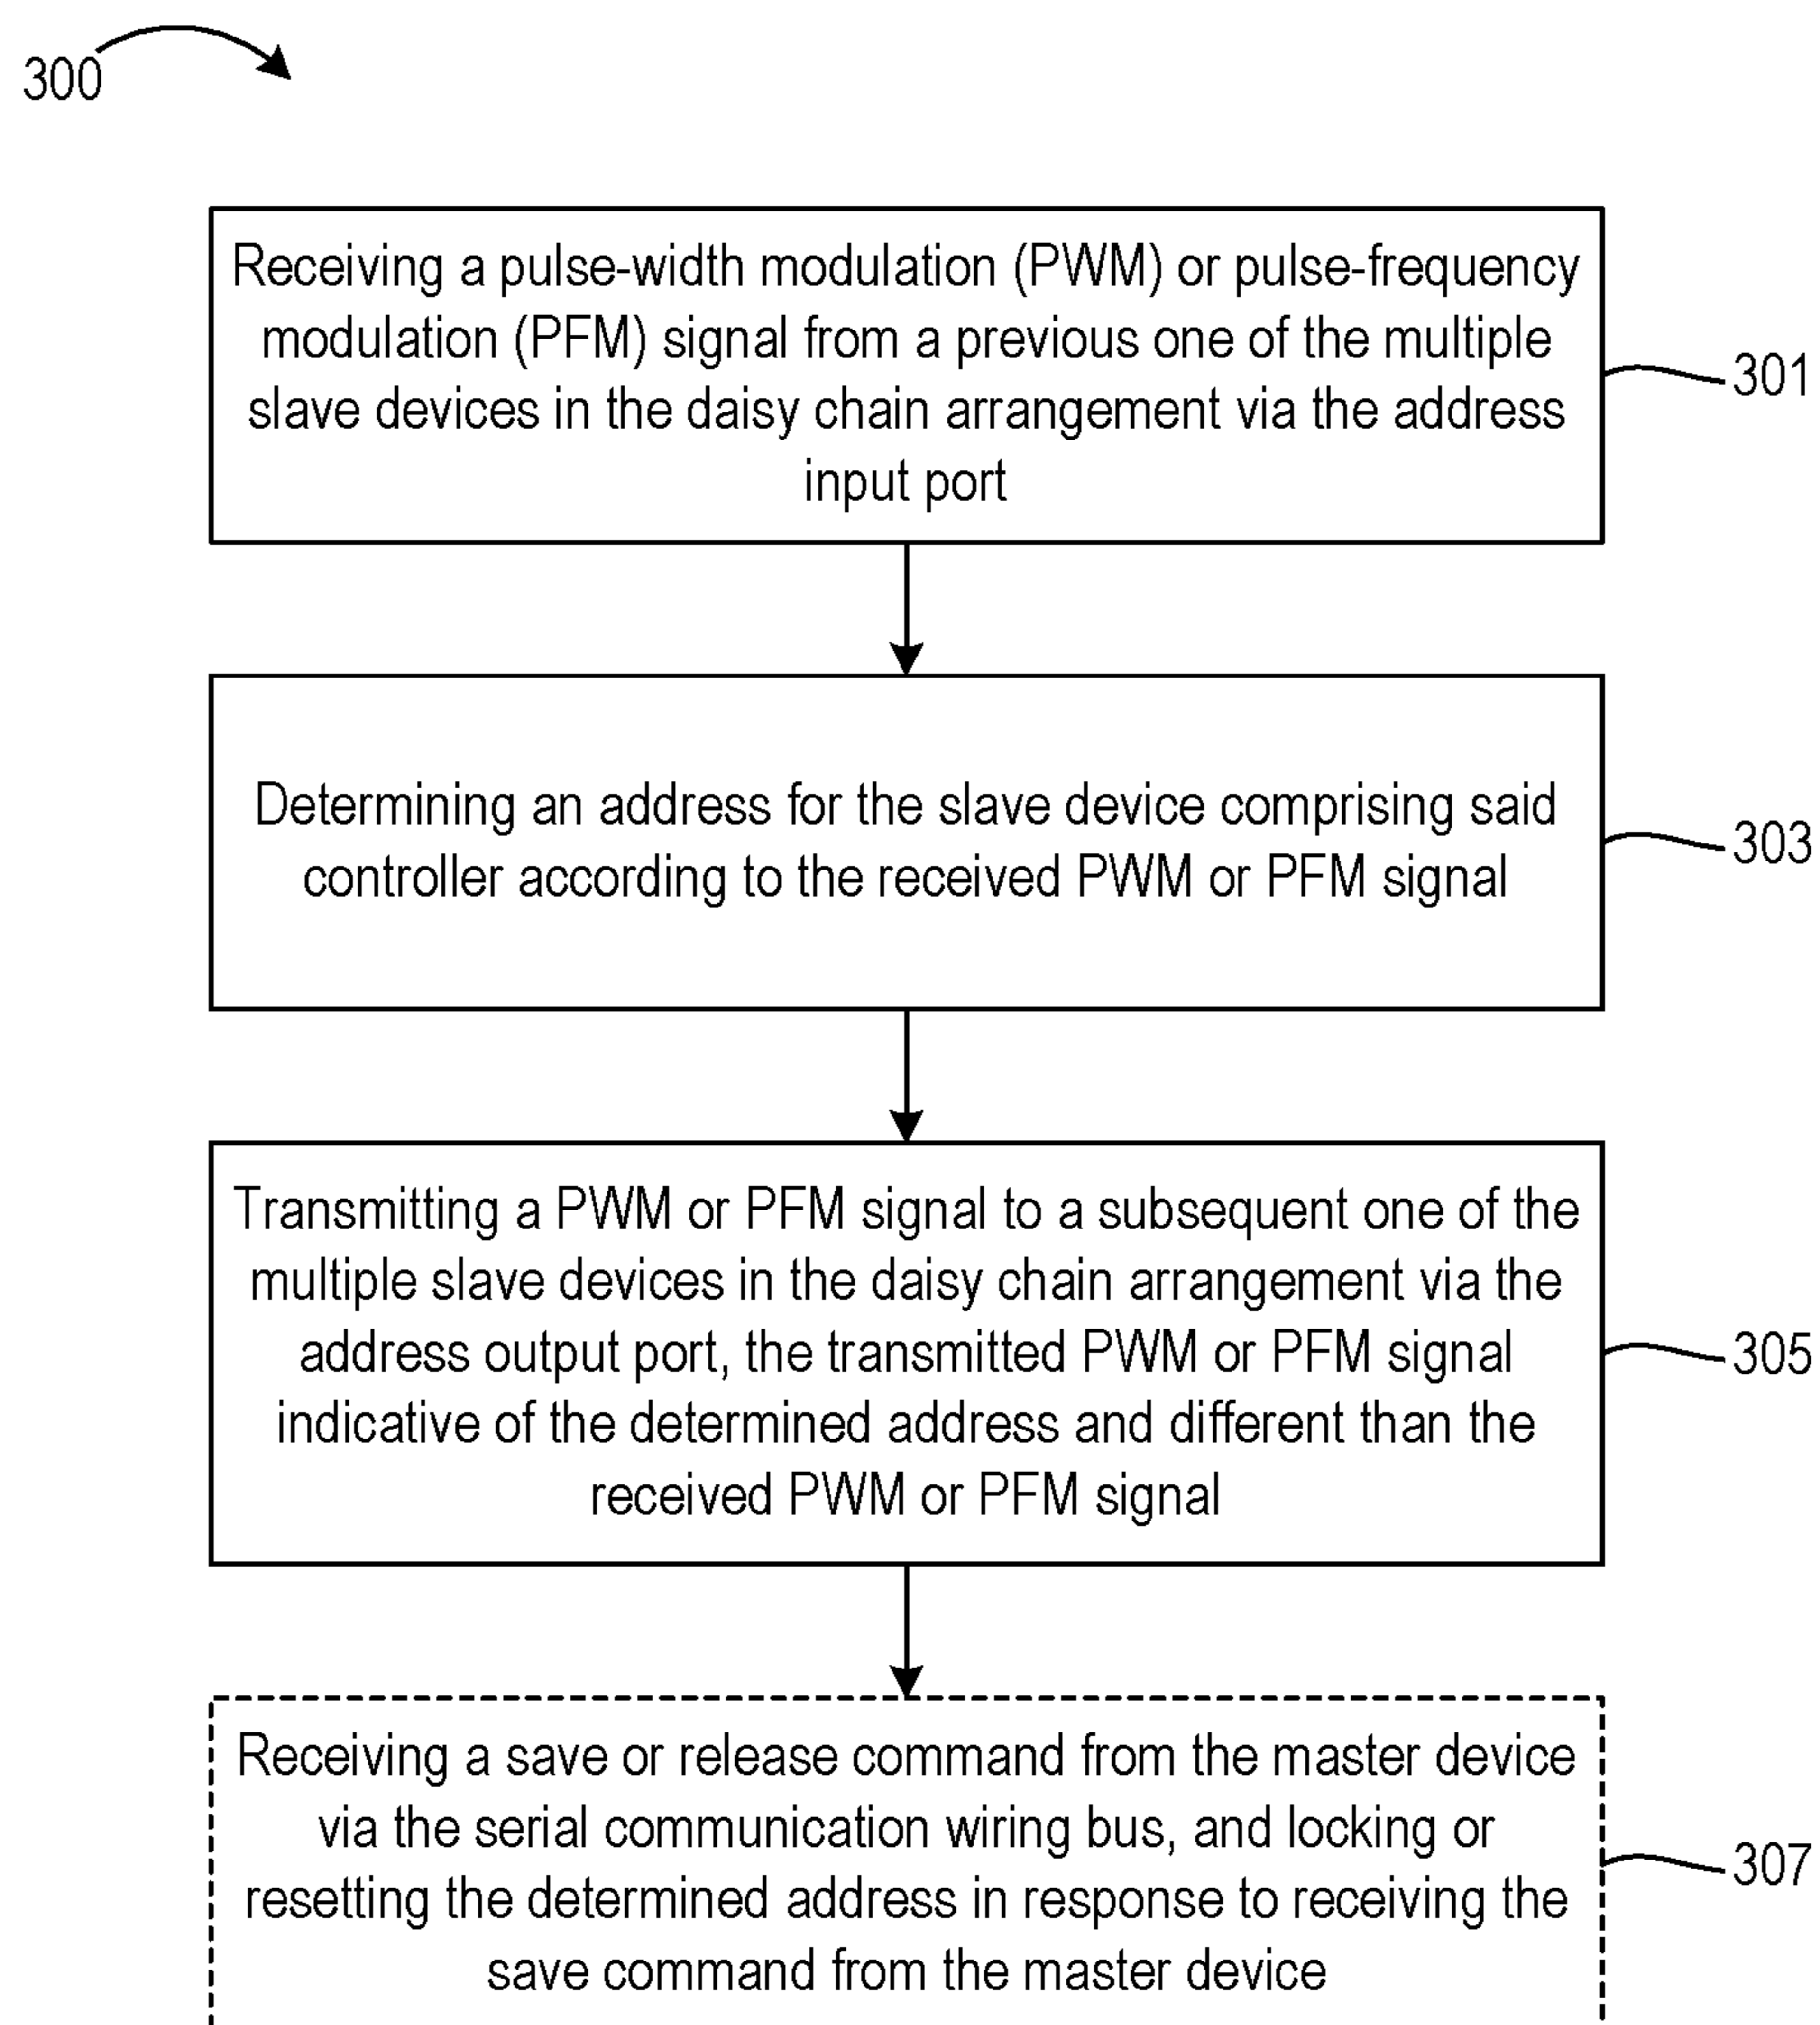 300
Receiving a pulse-width modulation (PWM) or pulse-frequency
modulation (PFM) signal from a previous one of the multiple
slave devices in the daisy chain arrangement via the address
input port
301
Determining an address for the slave device comprising said
controller according to the received PWM or PFM signal
303
Transmitting a PWM or PFM signal to a subsequent one of the
multiple slave devices in the daisy chain arrangement via the
address output port, the transmitted PWM or PFM signal
indicative of the determined address and different than the
received PWM or PFM signal
305
Receiving a save or release command from the master device
via the serial communication wiring bus, and locking or
resetting the determined address in response to receiving the
save command from the master device
307